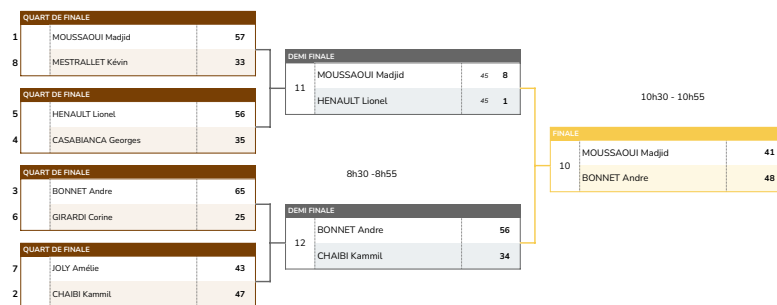 QUART DE FINALE
1 MOUSSAOUI Madjid 57
8 MESTRALLET Kévin 33
QUART DE FINALE
5 HENAULT Lionel 56
4 CASABIANCA Georges 35
QUART DE FINALE
3 BONNET Andre 65
6 GIRARDI Corine 25
QUART DE FINALE
7 JOLY Amélie 43
2 CHAIBI Kammil 47
DEMI FINALE
11
MOUSSAOUI Madjid 45 8
HENAULT Lionel 45 1
8h30 -8h55
DEMI FINALE
12
BONNET Andre 56
CHAIBI Kammil 34
10h30 - 10h55
FINALE
10
MOUSSAOUI Madjid 41
BONNET Andre 48